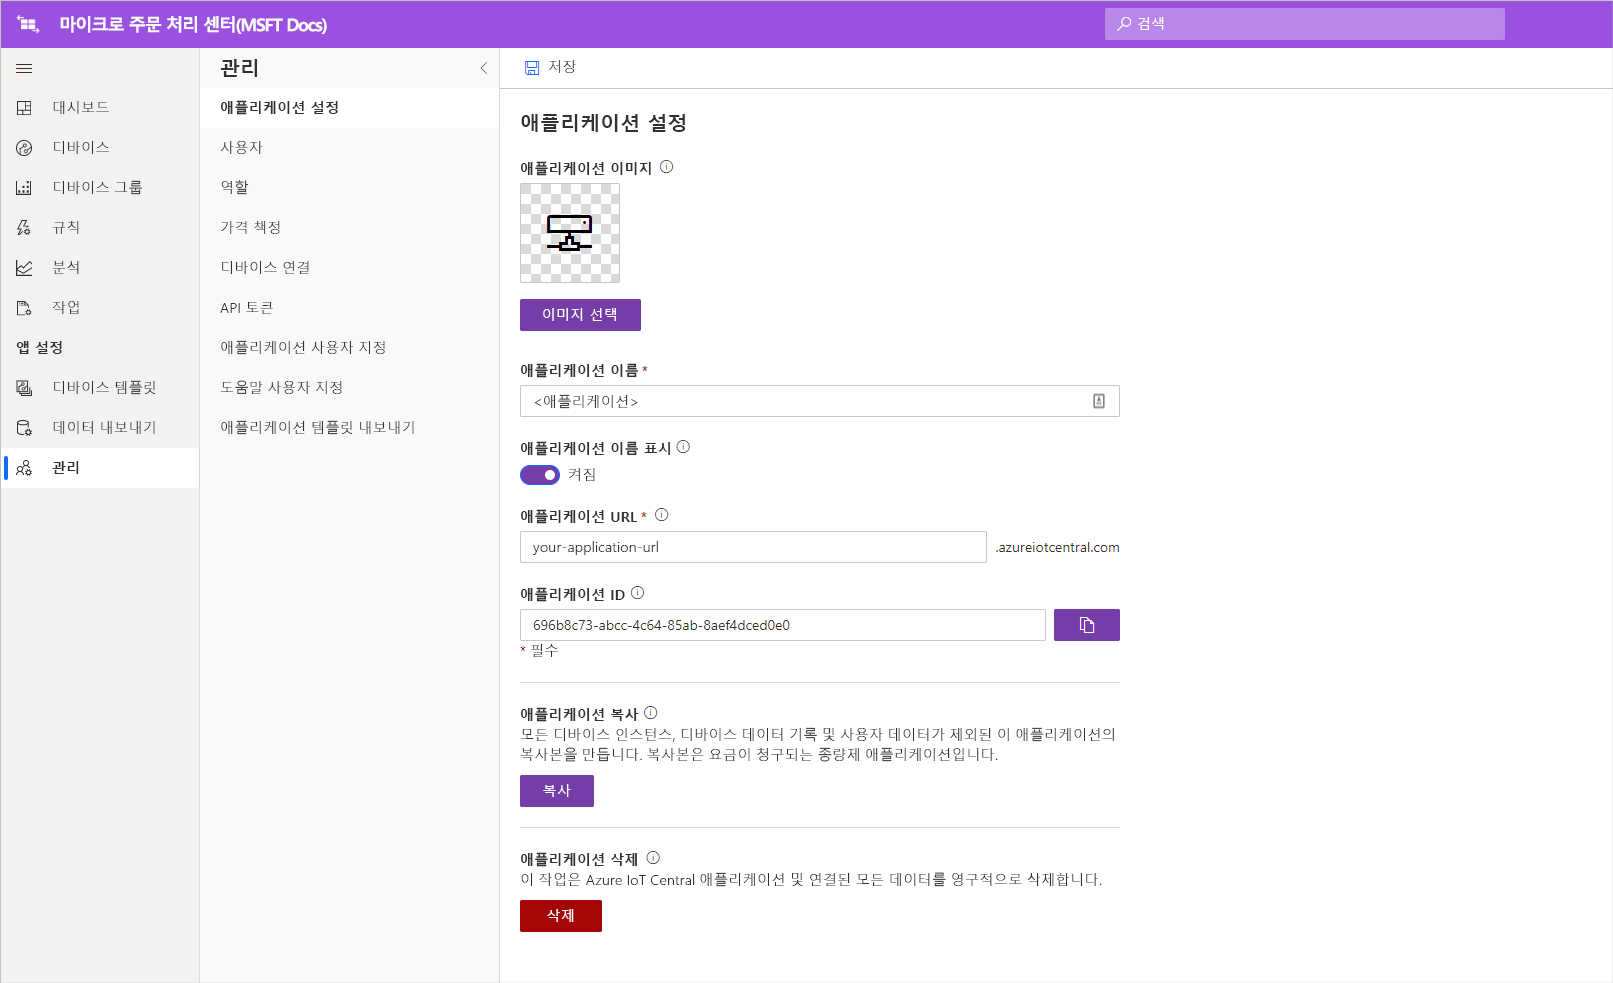 마이크로 주문 처리 센터(MSFT Docs)
검색
대시보드
디바이스
디바이스 그룹
규칙
분석
작업
앱 설정
디바이스 템플릿
데이터 내보내기
관리
관리
애플리케이션 설정
사용자
역할
가격 책정
디바이스 연결
API 토큰
애플리케이션 사용자 지정
도움말 사용자 지정
애플리케이션 템플릿 내보내기
저장
애플리케이션 설정
애플리케이션 이미지
이미지 선택
애플리케이션 이름 *
<애플리케이션>
애플리케이션 이름 표시
켜짐
애플리케이션 URL *
your-application-url
.azureiotcentral.com
애플리케이션 ID
696b8c73-abcc-4c64-85ab-8aef4dced0e0
* 필수
애플리케이션 복사
모든 디바이스 인스턴스, 디바이스 데이터 기록 및 사용자 데이터가 제외된 이 애플리케이션의
복사본을 만듭니다. 복사본은 요금이 청구되는 종량제 애플리케이션입니다.
복사
애플리케이션 삭제
이 작업은 Azure IoT Central 애플리케이션 및 연결된 모든 데이터를 영구적으로 삭제합니다.
삭제